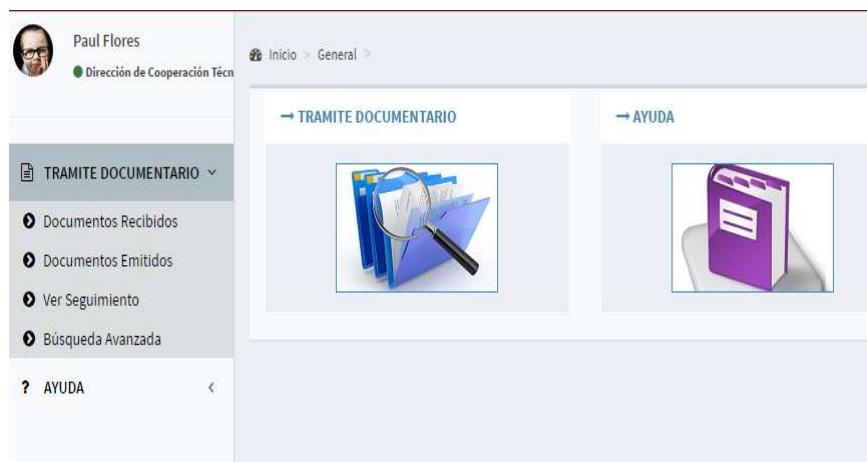 Paul Flores
Dirección de Cooperación Técn
Inicio > General >
TRAMITE DOCUMENTARIO
AYUDA
TRAMITE DOCUMENTARIO
Documentos Recibidos
Documentos Emitidos
Ver Seguimiento
Búsqueda Avanzada
? AYUDA